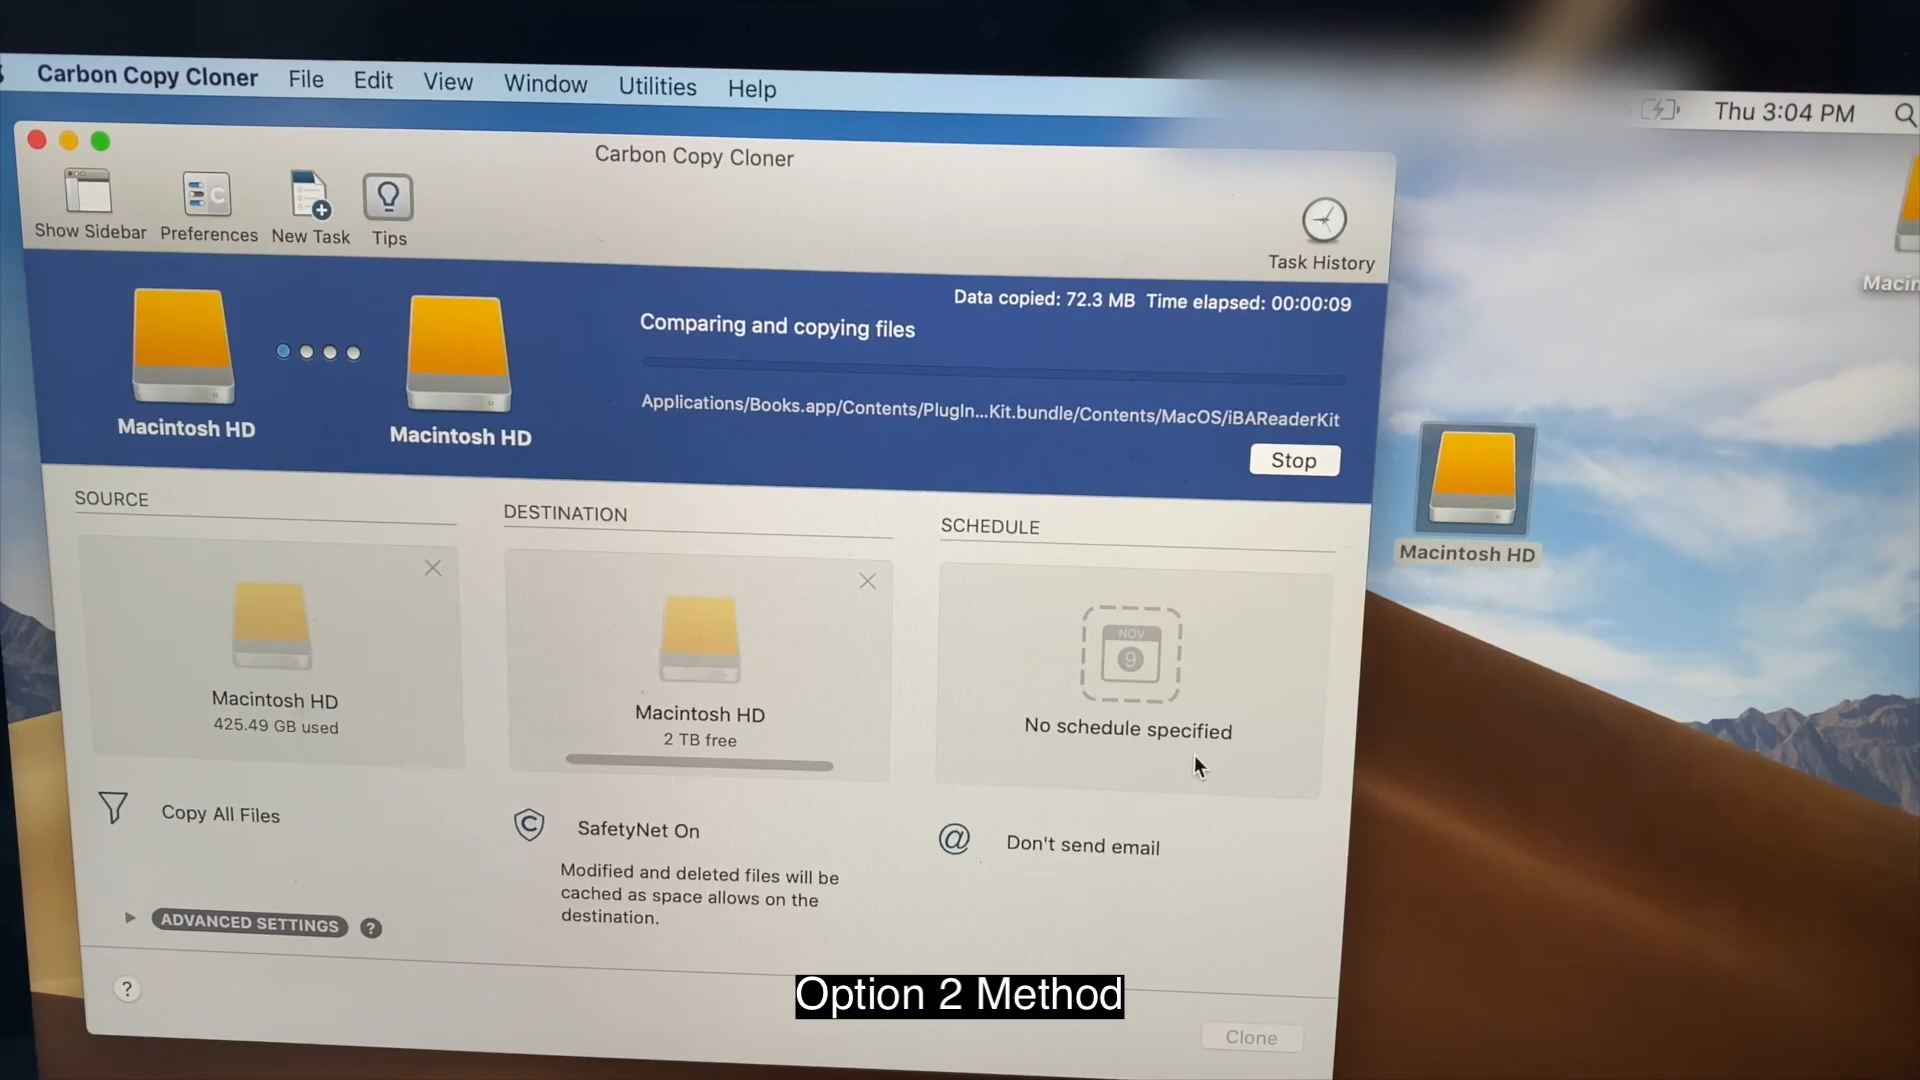 Carbon Copy Cloner File Edit View Window Utilities Help
Thu 3:04 PM
Carbon Copy Cloner
Show Sidebar Preferences New Task Tips
Task History
Data copied: 72.3 MB Time elapsed: 00:00:09
Comparing and copying files
Applications/Books.app/Contents/PlugIn...Kit.bundle/Contents/MacOS/iBAReaderKit
Macintosh HD
Macintosh HD
Stop
SOURCE
DESTINATION
SCHEDULE
Macintosh HD
425.49 GB used
Macintosh HD
2 TB free
NOV
9
No schedule specified
Copy All Files
SafetyNet On
Modified and deleted files will be
cached as space allows on the
destination.
Don't send email
ADVANCED SETTINGS ?
?
Clone
Macin
Macintosh HD
Option 2 Method